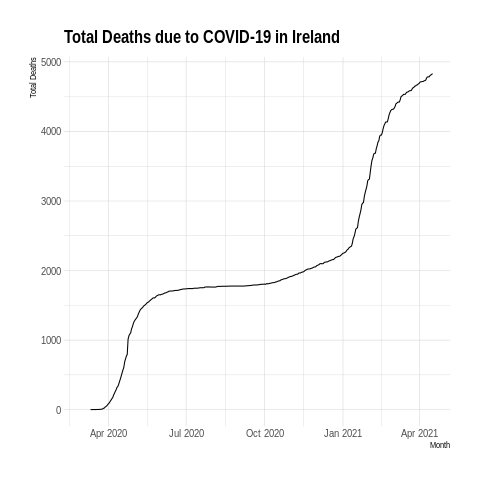 Total Deaths due to COVID-19 in Ireland
Total Deaths
5000
4000
3000
2000
1000
0
Apr 2020 Jul 2020 Oct 2020 Jan 2021 Apr 2021
Month